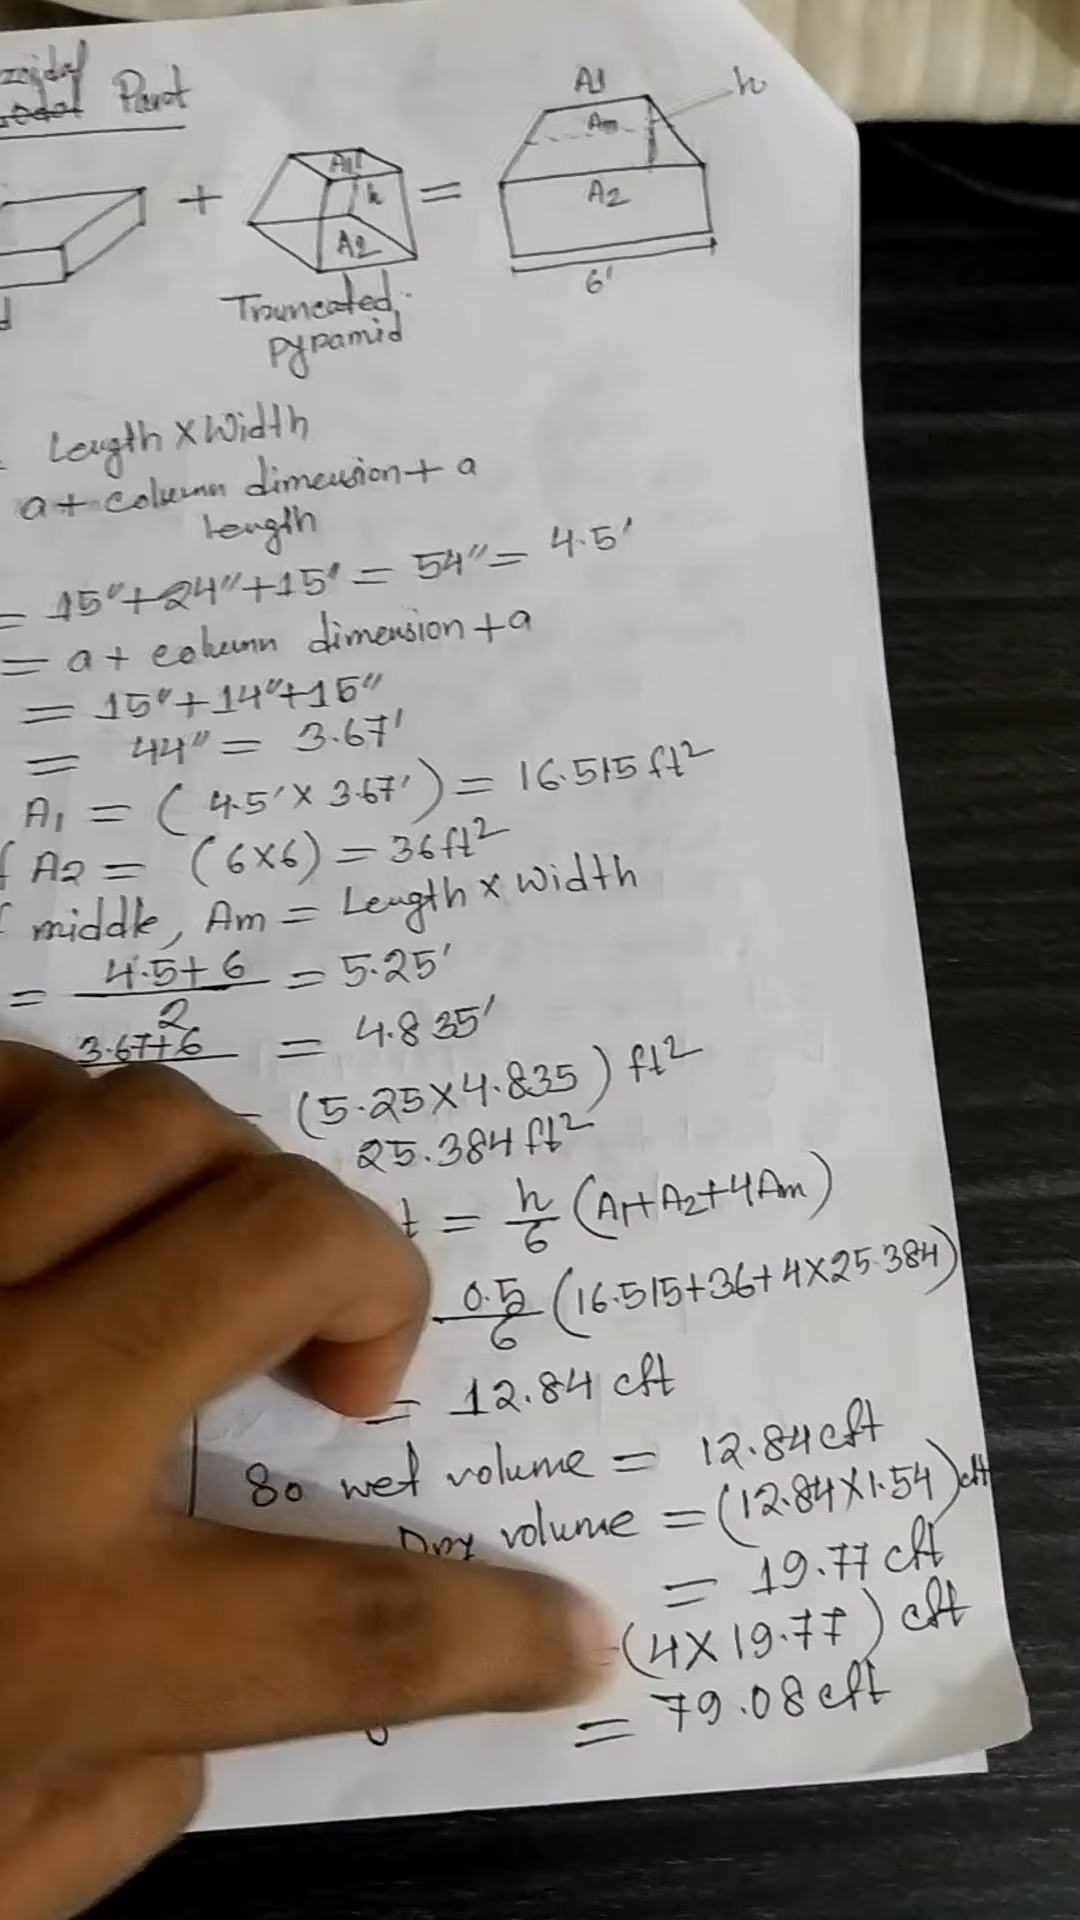 Part
A1 h
Am
A1
+ h =
A2
A2
6'
Truncated
pyramid
Length × Width
a + column dimension + a
length
= 15" + 24" + 15" = 54" = 4.5'
= a + column dimension + a
= 15" + 14" + 15"
= 44" = 3.67'
A1 = ( 4.5' × 3.67' ) = 16.515 ft²
f A2 = (6×6) = 36 ft²
f middle, Am = Length × Width
= 4.5+6 / 2 = 5.25'
3.67+6 = 4.835'
= (5.25×4.835) ft²
25.384 ft²
t = h/6 (A1+A2+4Am)
0.5/6 (16.515+36+4×25.384)
= 12.84 cft
So wet volume = 12.84 cft
Dry volume = (12.84×1.54) cft
= 19.77 cft
(4×19.77) cft
= 79.08 cft